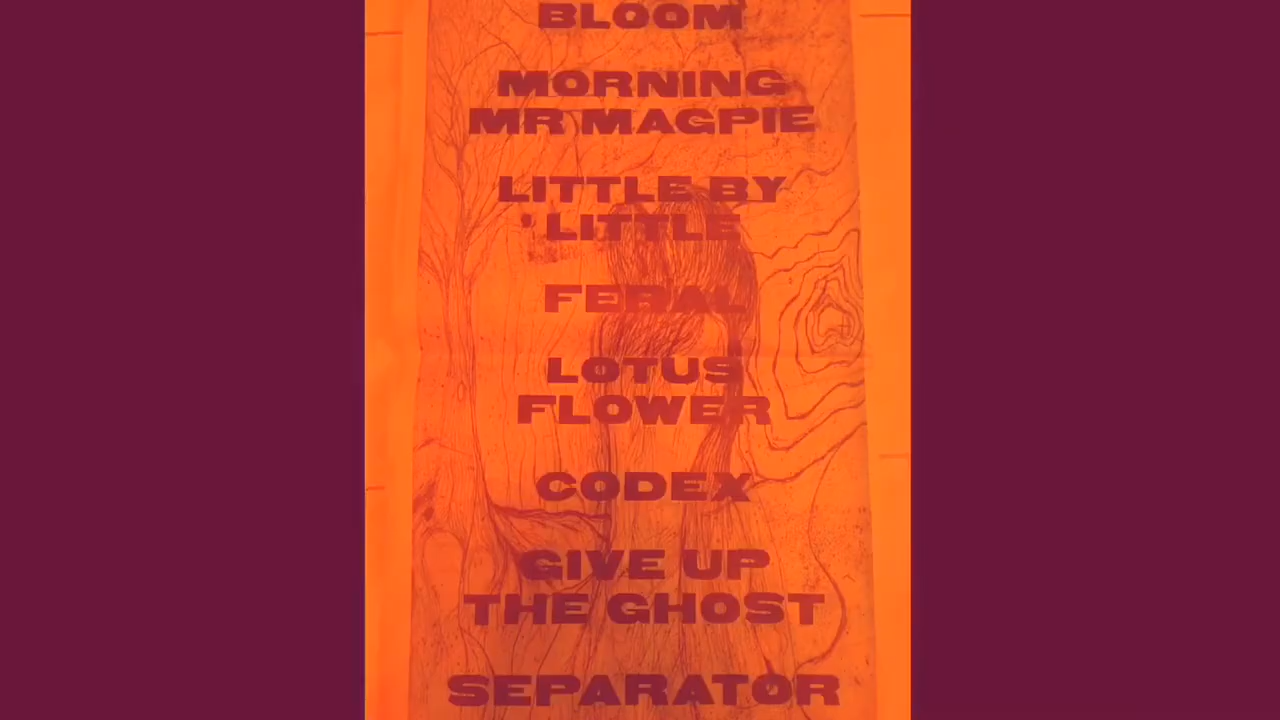 BLOOM
MORNING
MR MAGPIE
LITTLE BY
LITTLE
FERAL
LOTUS
FLOWER
CODEX
GIVE UP
THE GHOST
SEPARATOR